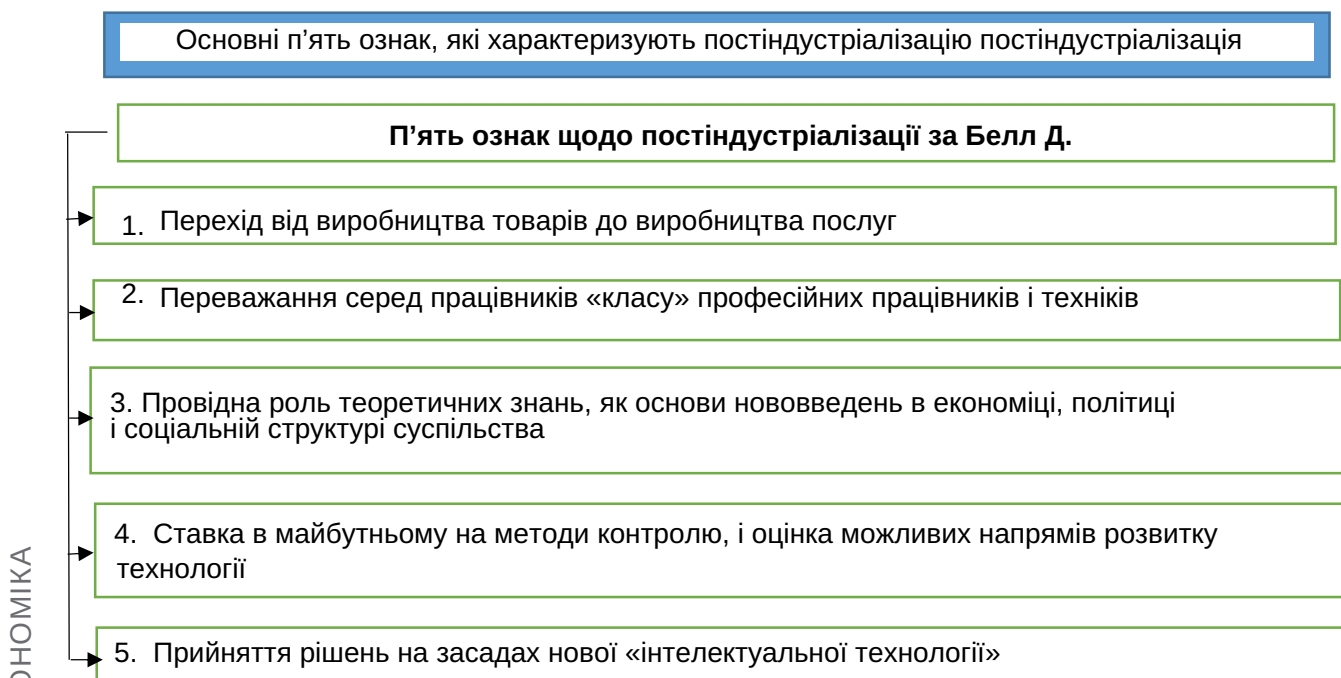 Основні п’ять ознак, які характеризують постіндустріалізацію постіндустріалізація
П’ять ознак щодо постіндустріалізації за Белл Д.
1. Перехід від виробництва товарів до виробництва послуг
2. Переважання серед працівників «класу» професійних працівників і техніків
3. Провідна роль теоретичних знань, як основи нововведень в економіці, політиці
і соціальній структурі суспільства
4. Ставка в майбутньому на методи контролю, і оцінка можливих напрямів розвитку
технології
5. Прийняття рішень на засадах нової «інтелектуальної технології»